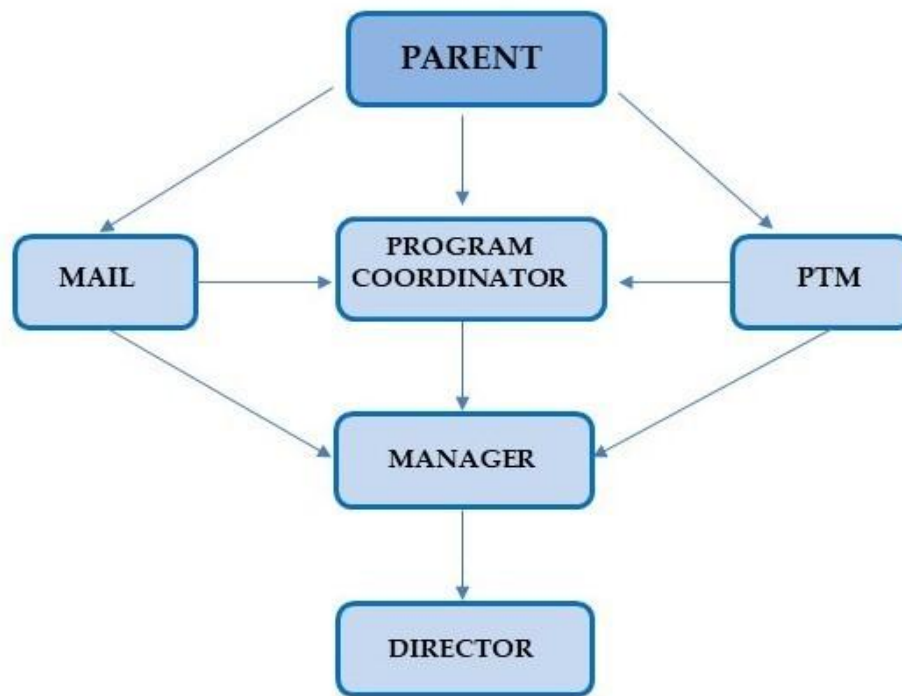 PARENT
MAIL
PROGRAM
COORDINATOR
PTM
MANAGER
DIRECTOR